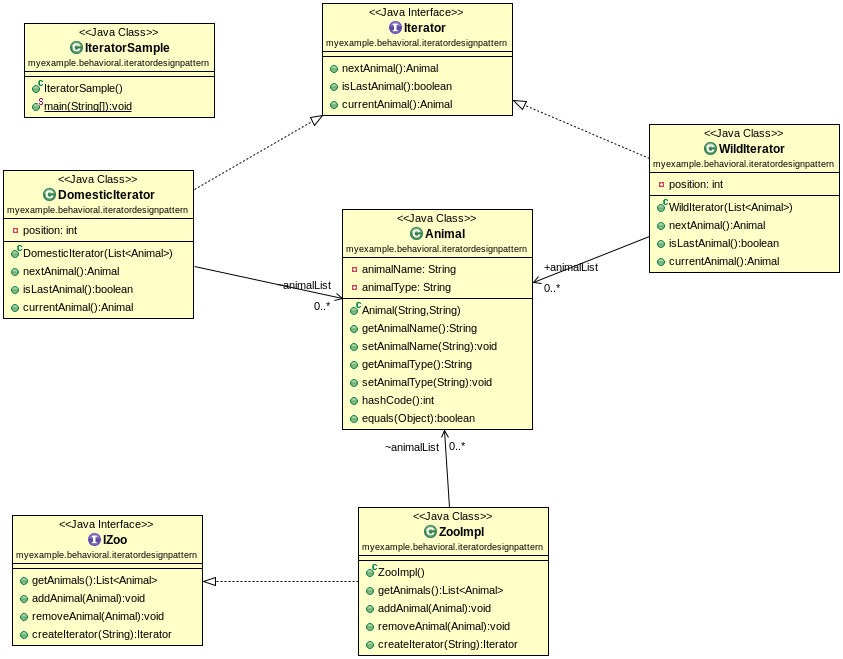 <<Java Class>>
IteratorSample
myexample.behavioral.iteratordesignpattern
IteratorSample()
main(String[]):void
<<Java Interface>>
Iterator
myexample.behavioral.iteratordesignpattern
nextAnimal():Animal
isLastAnimal():boolean
currentAnimal():Animal
<<Java Class>>
WildIterator
myexample.behavioral.iteratordesignpattern
position: int
WildIterator(List<Animal>)
nextAnimal():Animal
isLastAnimal():boolean
currentAnimal():Animal
<<Java Class>>
DomesticIterator
myexample.behavioral.iteratordesignpattern
position: int
DomesticIterator(List<Animal>)
nextAnimal():Animal
isLastAnimal():boolean
currentAnimal():Animal
~animalList
0..*
<<Java Class>>
Animal
myexample.behavioral.iteratordesignpattern
animalName: String
animalType: String
Animal(String,String)
getAnimalName():String
setAnimalName(String):void
getAnimalType():String
setAnimalType(String):void
hashCode():int
equals(Object):boolean
+animalList
0..*
~animalList
0..*
<<Java Interface>>
IZoo
myexample.behavioral.iteratordesignpattern
getAnimals():List<Animal>
addAnimal(Animal):void
removeAnimal(Animal):void
createIterator(String):Iterator
<<Java Class>>
ZooImpl
myexample.behavioral.iteratordesignpattern
ZooImpl()
getAnimals():List<Animal>
addAnimal(Animal):void
removeAnimal(Animal):void
createIterator(String):Iterator